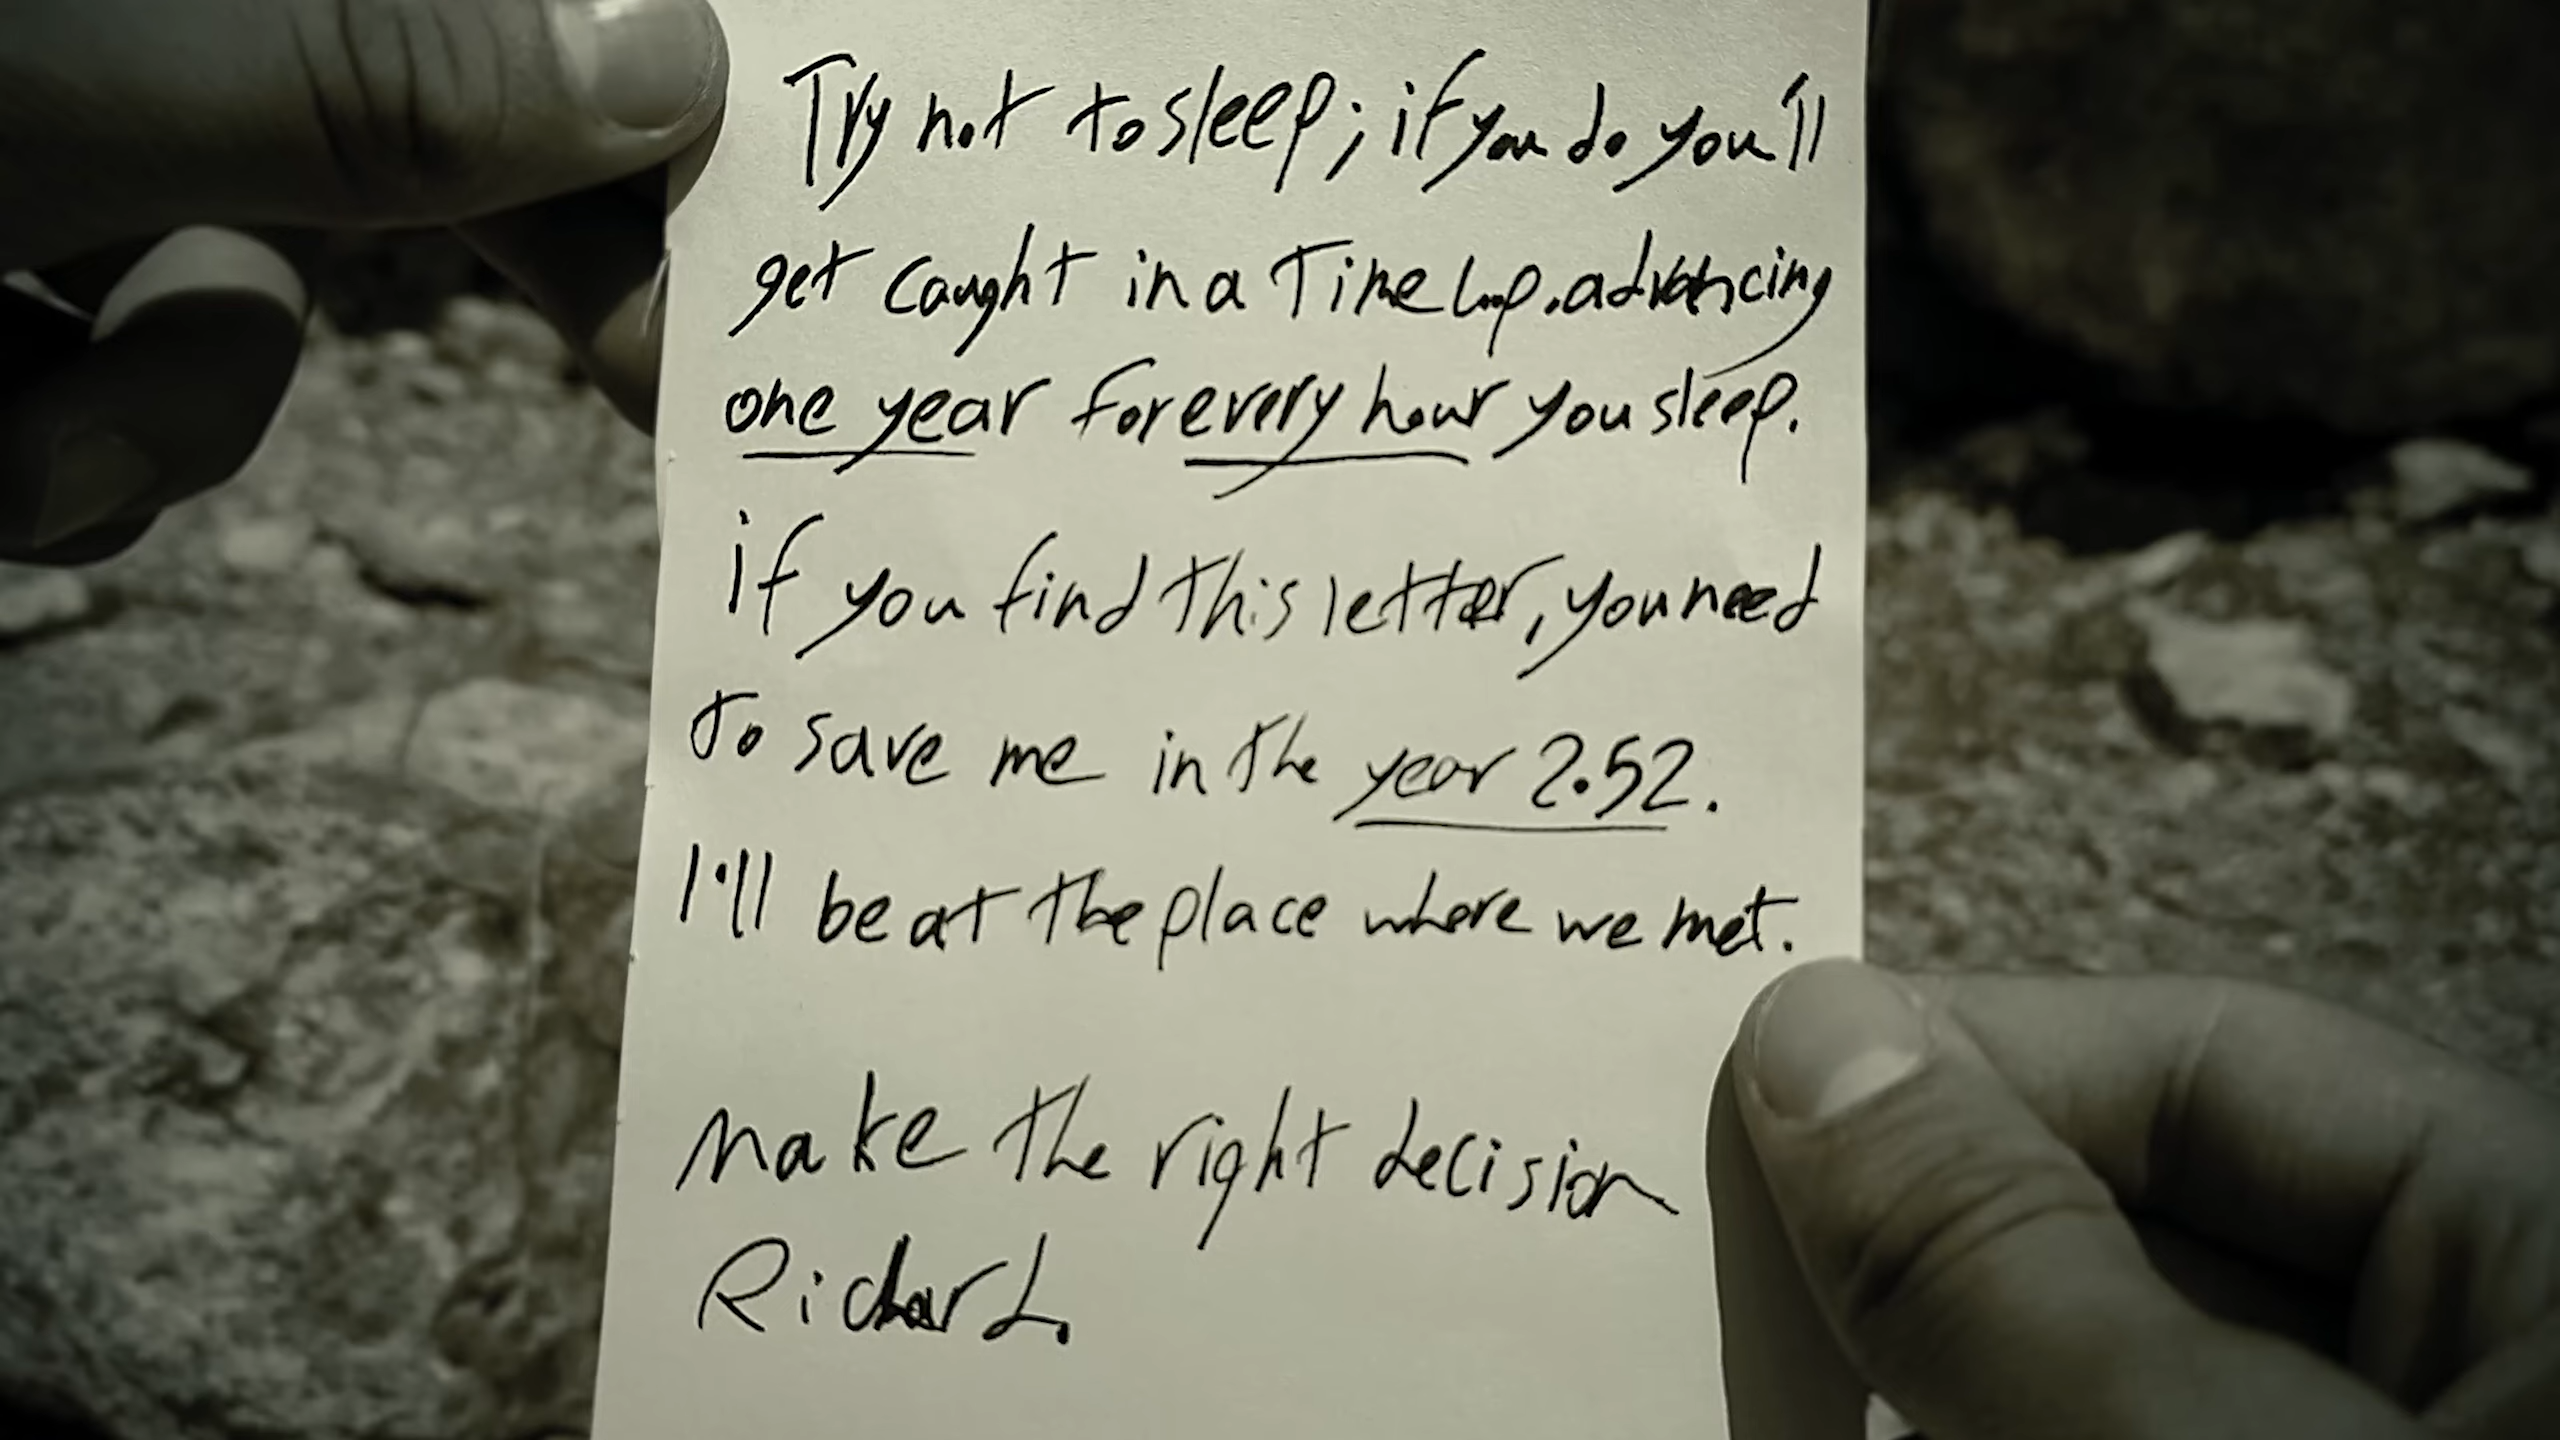 Try not to sleep; if you do you'll
get caught in a Time Loop. advancing
one year for every hour you sleep.
if you find this letter, you need
to save me in the year 2052.
I'll be at the place where we met.
make the right decision
Richard.